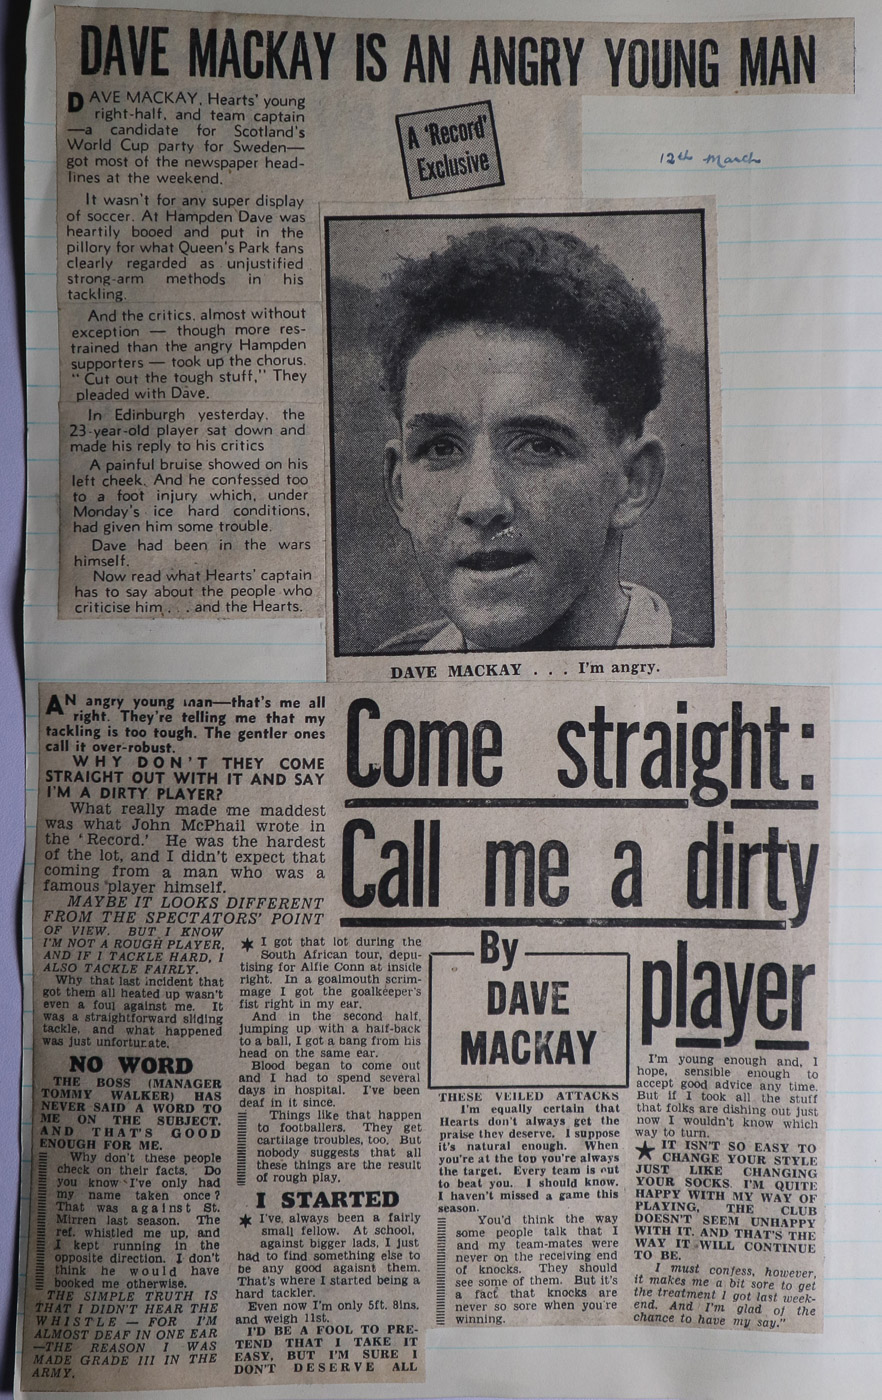 DAVE MACKAY IS AN ANGRY YOUNG MAN
DAVE MACKAY, Hearts' young
right-half, and team captain
—a candidate for Scotland's
World Cup party for Sweden—
got most of the newspaper head-
lines at the weekend.
It wasn't for any super display
of soccer. At Hampden Dave was
heartily booed and put in the
pillory for what Queen's Park fans
clearly regarded as unjustified
strong-arm methods in his
tackling.
And the critics, almost without
exception — though more res-
trained than the angry Hampden
supporters — took up the chorus.
" Cut out the tough stuff," They
pleaded with Dave.
In Edinburgh yesterday, the
23-year-old player sat down and
made his reply to his critics
A painful bruise showed on his
left cheek. And he confessed too
to a foot injury which, under
Monday's ice hard conditions,
had given him some trouble.
Dave had been in the wars
himself.
Now read what Hearts' captain
has to say about the people who
criticise him . . . and the Hearts.
A 'Record'
Exclusive
12th March
DAVE MACKAY . . . I'm angry.
Come straight:
Call me a dirty
player
By
DAVE
MACKAY
AN angry young man—that's me all
right. They're telling me that my
tackling is too tough. The gentler ones
call it over-robust.
WHY DON'T THEY COME
STRAIGHT OUT WITH IT AND SAY
I'M A DIRTY PLAYER?
What really made me maddest
was what John McPhail wrote in
the ' Record.' He was the hardest
of the lot, and I didn't expect that
coming from a man who was a
famous player himself.
MAYBE IT LOOKS DIFFERENT
FROM THE SPECTATORS' POINT
OF VIEW. BUT I KNOW
I'M NOT A ROUGH PLAYER,
AND IF I TACKLE HARD, I
ALSO TACKLE FAIRLY.
Why that last incident that
got them all heated up wasn't
even a foul against me. It
was a straightforward sliding
tackle, and what happened
was just unfortunate.
NO WORD
THE BOSS (MANAGER
TOMMY WALKER) HAS
NEVER SAID A WORD TO
ME ON THE SUBJECT.
AND THAT'S GOOD
ENOUGH FOR ME.
Why don't these people
check on their facts. Do
you know I've only had
my name taken once?
That was against St.
Mirren last season. The
ref. whistled me up, and
I kept running in the
opposite direction. I don't
think he would have
booked me otherwise.
THE SIMPLE TRUTH IS
THAT I DIDN'T HEAR THE
WHISTLE — FOR I'M
ALMOST DEAF IN ONE EAR
—THE REASON I WAS
MADE GRADE III IN THE
ARMY.
★ I got that lot during the
South African tour, depu-
tising for Alfie Conn at inside
right. In a goalmouth scrim-
mage I got the goalkeeper's
fist right in my ear.
And in the second half,
jumping up with a half-back
to a ball, I got a bang from his
head on the same ear.
Blood began to come out
and I had to spend several
days in hospital. I've been
deaf in it since.
Things like that happen
to footballers. They get
cartilage troubles, too. But
nobody suggests that all
these things are the result
of rough play.
I STARTED
★ I've always been a fairly
small fellow. At school,
against bigger lads, I just
had to find something else to
be any good agaisnt them.
That's where I started being a
hard tackler.
Even now I'm only 5ft. 8ins.
and weigh 11st.
I'D BE A FOOL TO PRE-
TEND THAT I TAKE IT
EASY, BUT I'M SURE I
DON'T DESERVE ALL
THESE VEILED ATTACKS
I'm equally certain that
Hearts don't always get the
praise they deserve. I suppose
it's natural enough. When
you're at the top you're always
the target. Every team is out
to beat you. I should know.
I haven't missed a game this
season.
You'd think the way
some people talk that I
and my team-mates were
never on the receiving end
of knocks. They should
see some of them. But it's
a fact that knocks are
never so sore when you're
winning.
I'm young enough and, I
hope, sensible enough to
accept good advice any time.
But if I took all the stuff
that folks are dishing out just
now I wouldn't know which
way to turn.
★ IT ISN'T SO EASY TO
CHANGE YOUR STYLE
JUST LIKE CHANGING
YOUR SOCKS. I'M QUITE
HAPPY WITH MY WAY OF
PLAYING, THE CLUB
DOESN'T SEEM UNHAPPY
WITH IT. AND THAT'S THE
WAY IT WILL CONTINUE
TO BE.
I must confess, however,
it makes me a bit sore to get
the treatment I got last week-
end. And I'm glad of the
chance to have my say."